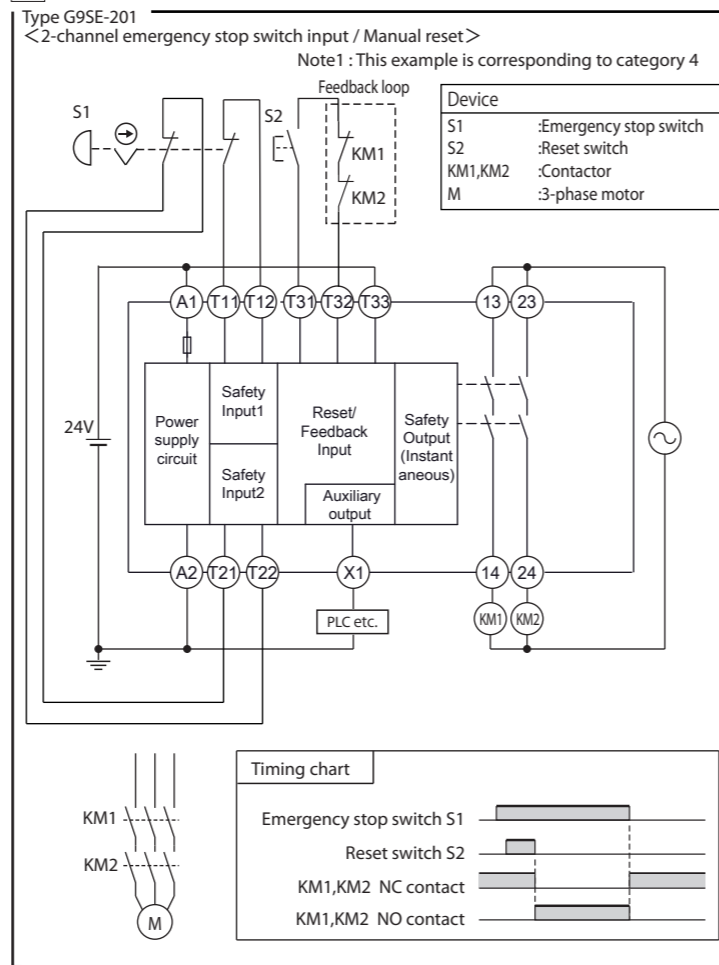 Type G9SE-201
＜2-channel emergency stop switch input / Manual reset＞
Note1 : This example is corresponding to category 4
Feedback loop
S1
S2
KM1
KM2
Device
S1 :Emergency stop switch
S2 :Reset switch
KM1,KM2 :Contactor
M :3-phase motor
A1 T11 T12 T31 T32 T33 13 23
24V
Power supply circuit
Safety Input1
Safety Input2
Reset/ Feedback Input
Auxiliary output
Safety Output (Instant aneous)
A2 T21 T22 X1 14 24
PLC etc.
KM1 KM2
KM1
KM2
M
Timing chart
Emergency stop switch S1
Reset switch S2
KM1,KM2 NC contact
KM1,KM2 NO contact